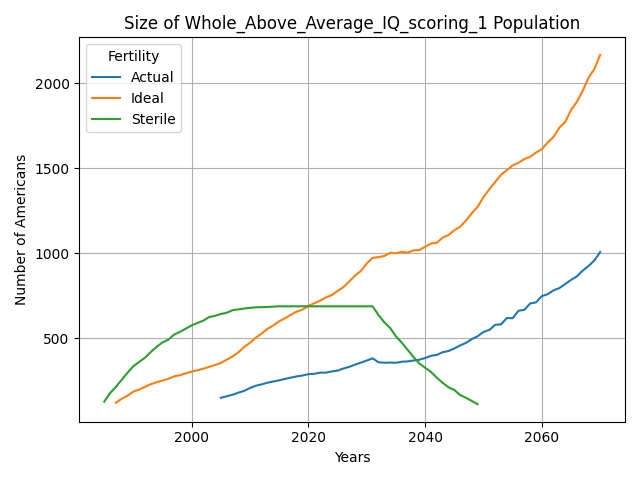 Size of Whole_Above_Average_IQ_scoring_1 Population
Fertility
Actual
Ideal
Sterile
Number of Americans
2000
1500
1000
500
2000
2020
2040
2060
Years